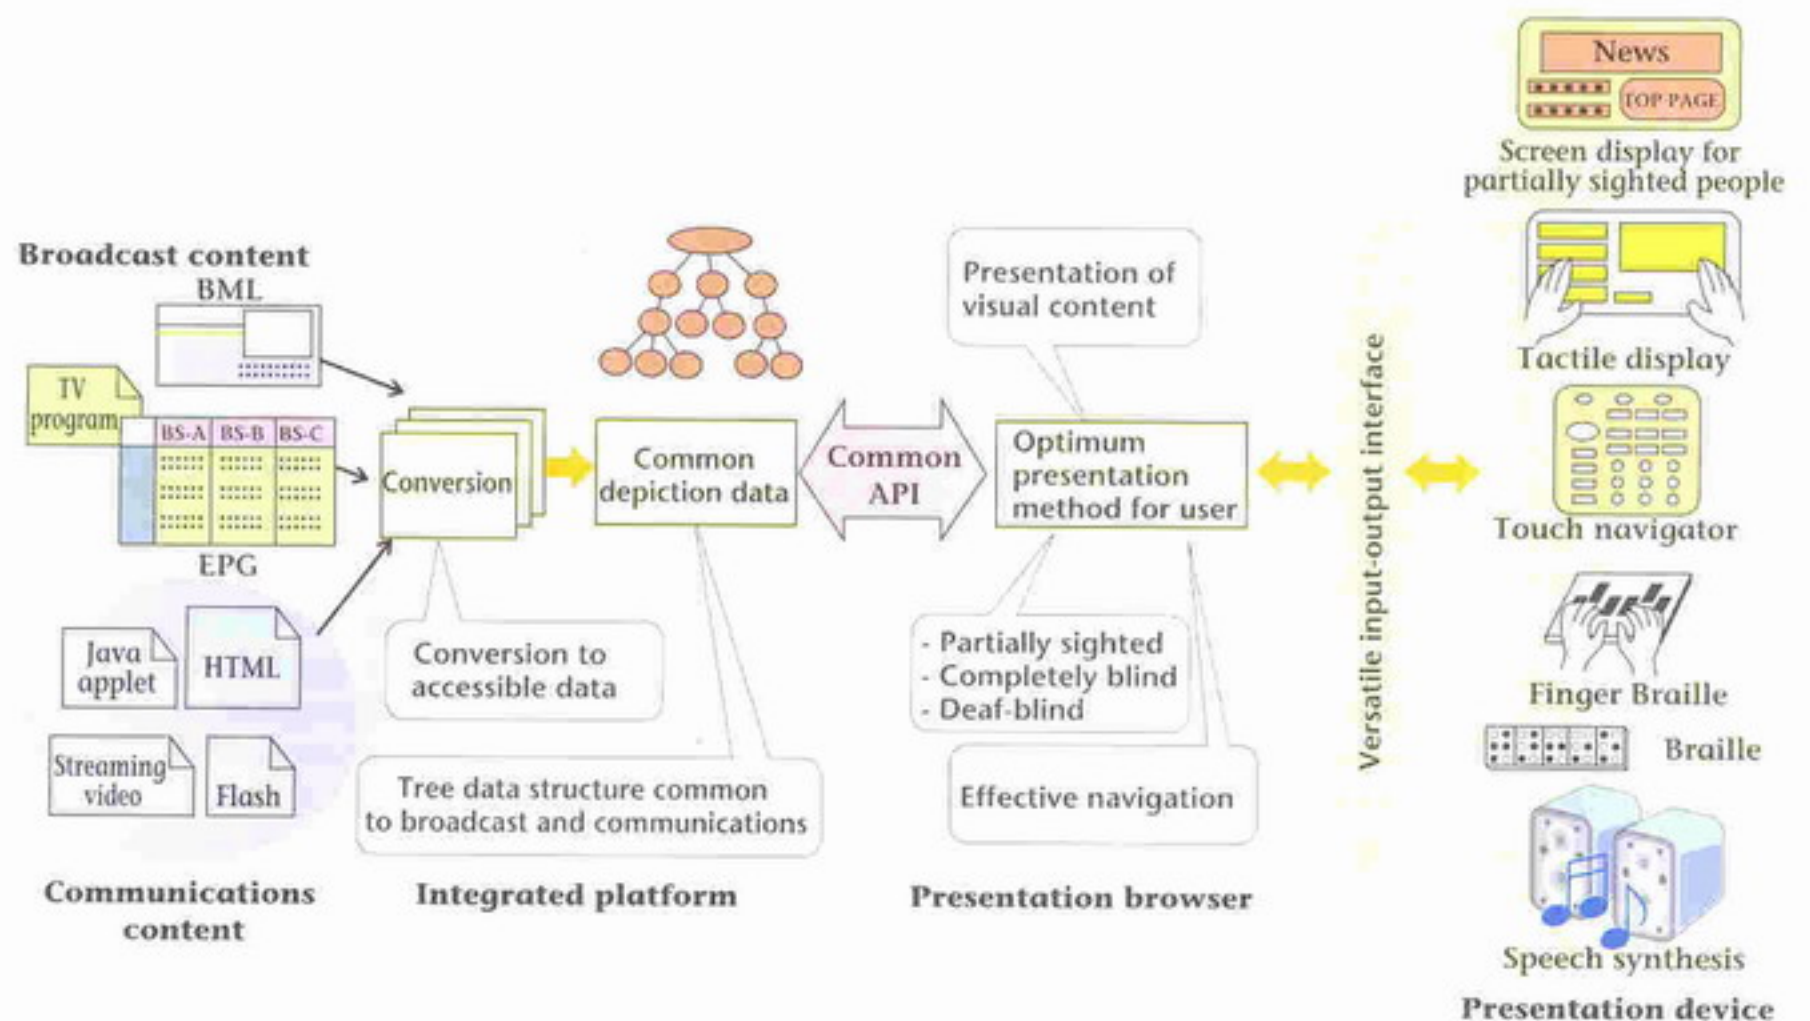 Broadcast content
BML
TV
program
BS-A BS-B BS-C
EPG
Java
applet
HTML
Streaming
video
Flash
Communications
content
Conversion
Conversion to
accessible data
Common
depiction data
Tree data structure common
to broadcast and communications
Integrated platform
Common
API
Presentation of
visual content
Optimum
presentation
method for user
- Partially sighted
- Completely blind
- Deaf-blind
Effective navigation
Presentation browser
Versatile input-output interface
News
TOP-PAGE
Screen display for
partially sighted people
Tactile display
Touch navigator
Finger Braille
Braille
Speech synthesis
Presentation device